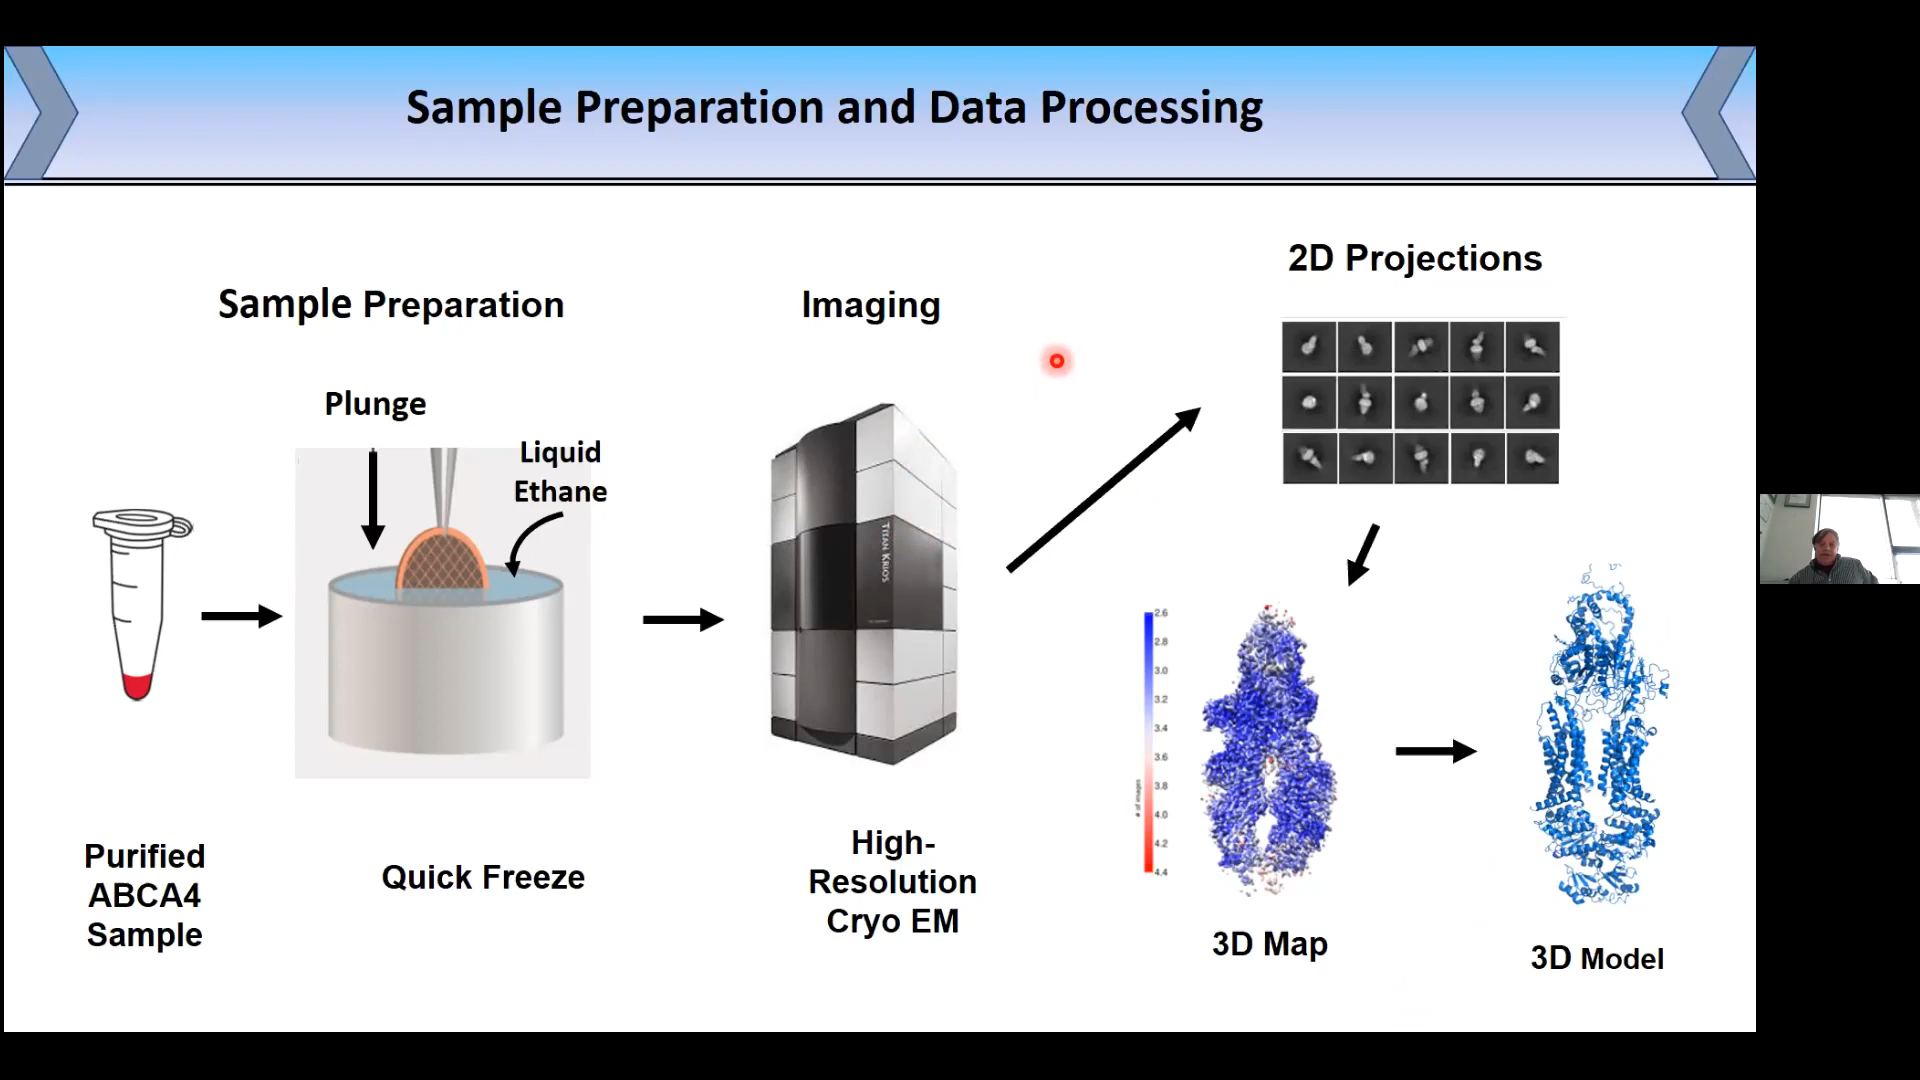 Sample Preparation and Data Processing
2D Projections
Sample Preparation
Imaging
Plunge
Liquid
Ethane
TITAN KRIOS
2.6
2.8
3.0
3.2
3.4
3.6
3.8
4.0
4.2
4.4
# of images
Purified
ABCA4
Sample
Quick Freeze
High-
Resolution
Cryo EM
3D Map
3D Model